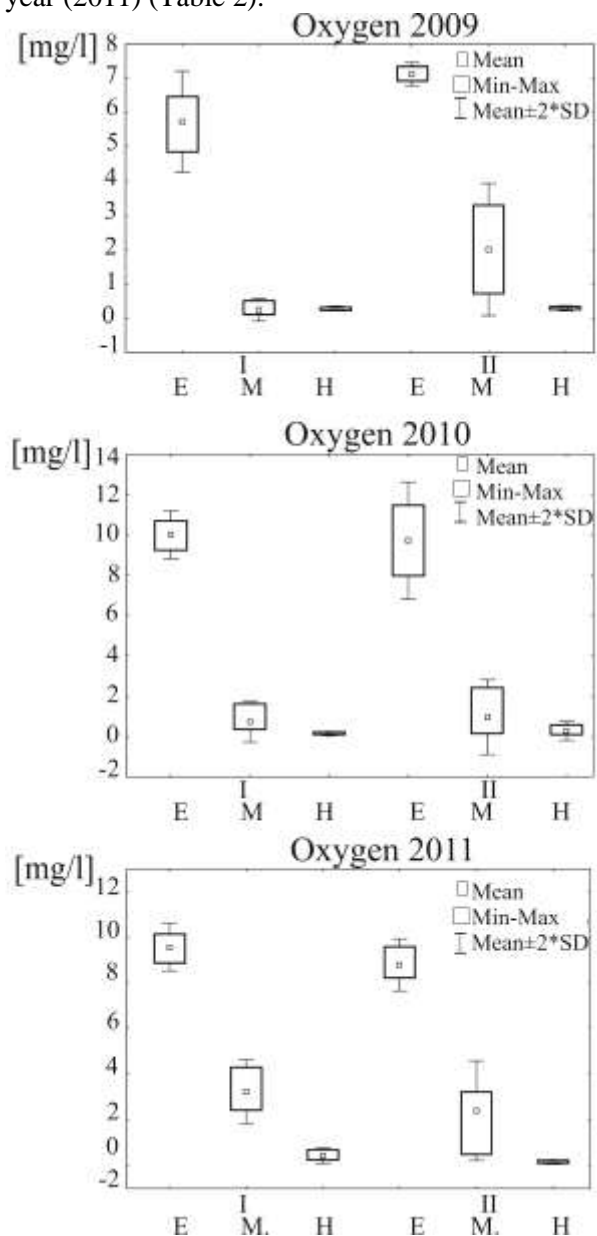 year (2011) (Table 2).
Oxygen 2009
[mg/l]
8
7
6
5
4
3
2
1
0
-1
Mean
Min-Max
Mean±2*SD
I II
E M H E M H
Oxygen 2010
[mg/l]
14
12
10
8
6
4
2
0
-2
Mean
Min-Max
Mean±2*SD
I II
E M H E M H
Oxygen 2011
[mg/l]
12
10
8
6
4
2
0
-2
Mean
Min-Max
Mean±2*SD
I II
E M. H E M. H